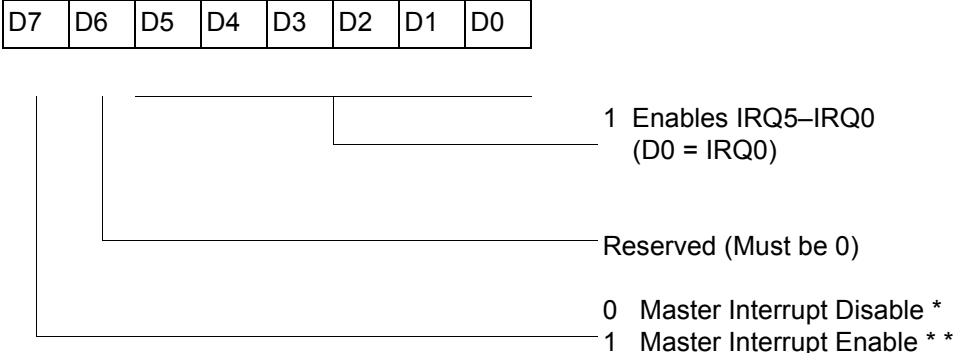 D7 D6 D5 D4 D3 D2 D1 D0
1 Enables IRQ5–IRQ0
(D0 = IRQ0)
Reserved (Must be 0)
0 Master Interrupt Disable *
1 Master Interrupt Enable * *